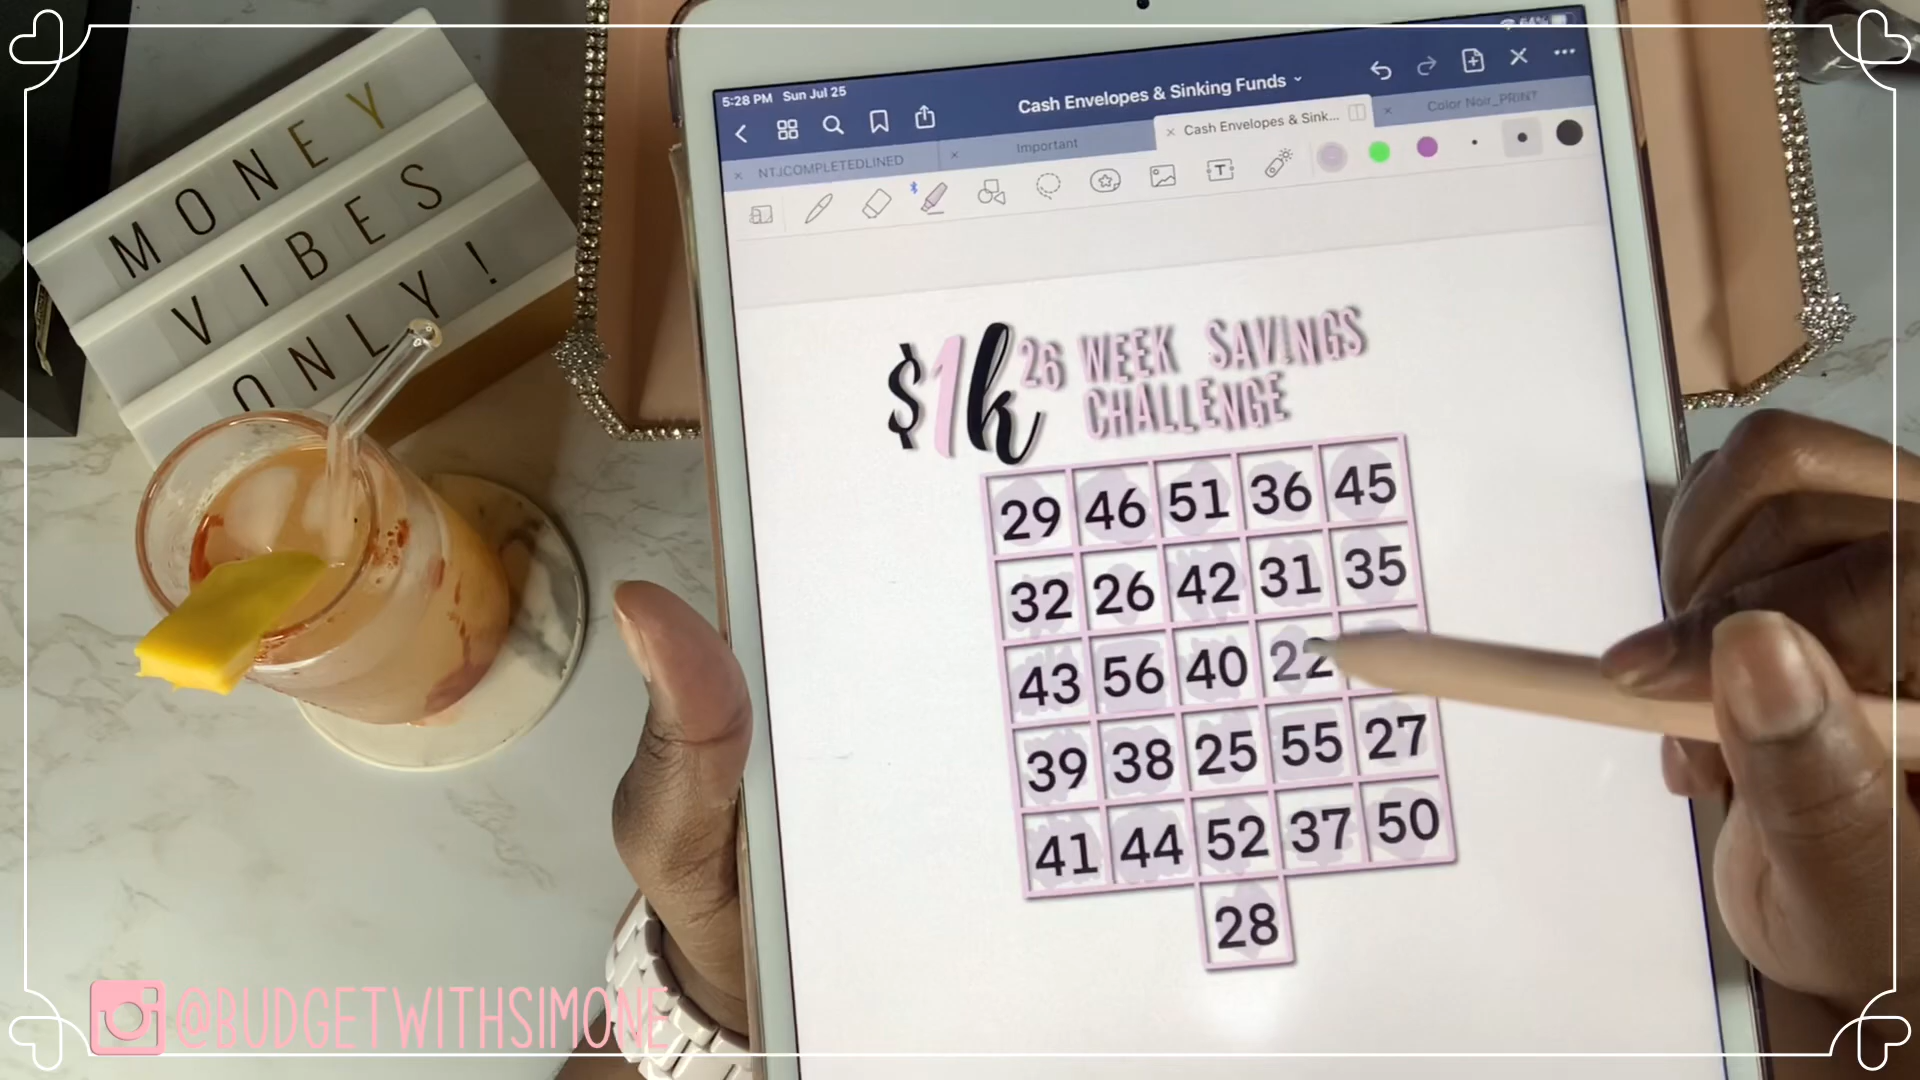 MONEY
VIBES
ONLY!
5:28 PM Sun Jul 25
64%
Cash Envelopes & Sinking Funds
NTJCOMPLETEDLINED
Important
Cash Envelopes & Sink...
Color Noir_PRINT
$1k 26 WEEK SAVINGS
CHALLENGE
29 46 51 36 45
32 26 42 31 35
43 56 40 22
39 38 25 55 27
41 44 52 37 50
28
@BUDGETWITHSIMONE